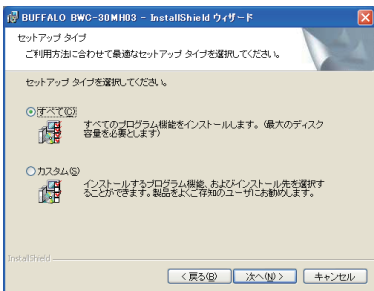 BUFFALO BWC-30MH03 - InstallShield ウィザード
セットアップ タイプ
ご利用方法に合わせて最適なセットアップ タイプを選択してください。
セットアップ タイプを選択してください。
すべて(C)
すべてのプログラム機能をインストールします。(最大のディスク
容量を必要とします)
カスタム(S)
インストールするプログラム機能、およびインストール先を選択す
ることができます。製品をよくご存知のユーザにお勧めします。
InstallShield
< 戻る(B)
次へ(N) >
キャンセル